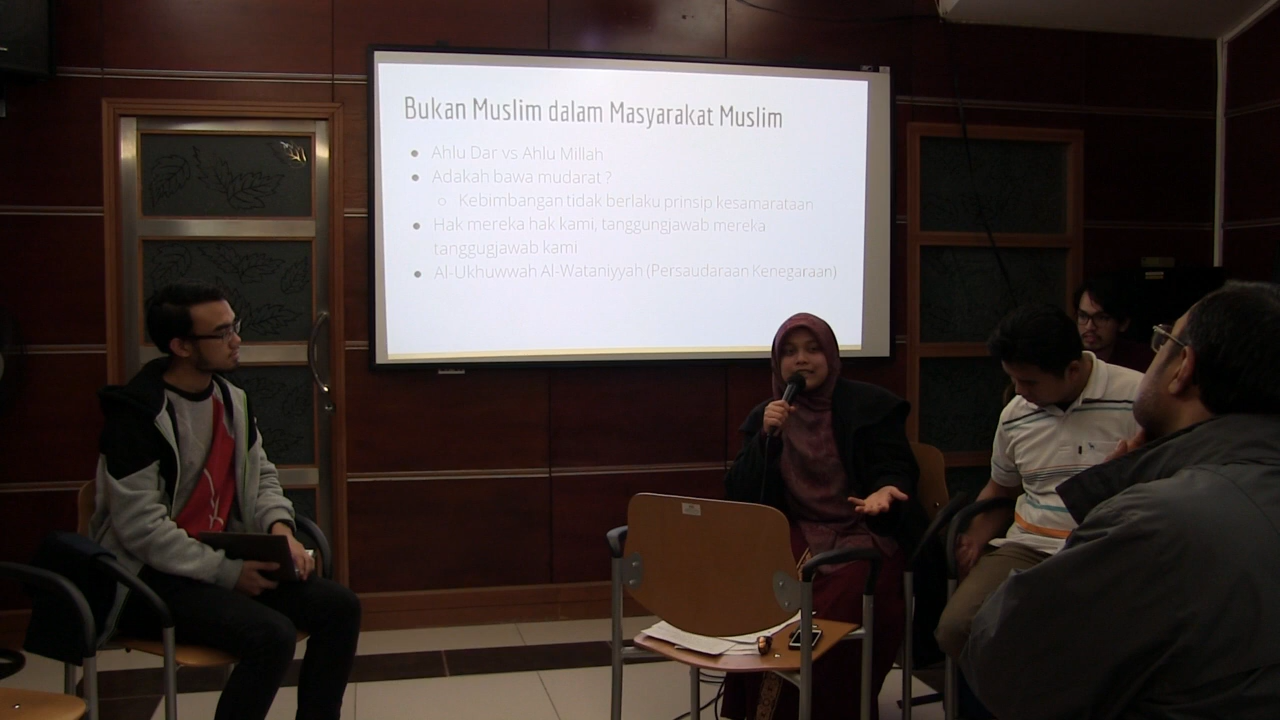 Bukan Muslim dalam Masyarakat Muslim
Ahlu Dar vs Ahlu Millah
Adakah bawa mudarat ?
Kebimbangan tidak berlaku prinsip kesamarataan
Hak mereka hak kami, tanggungjawab mereka
tanggugjawab kami
Al-Ukhuwwah Al-Wataniyyah (Persaudaraan Kenegaraan)